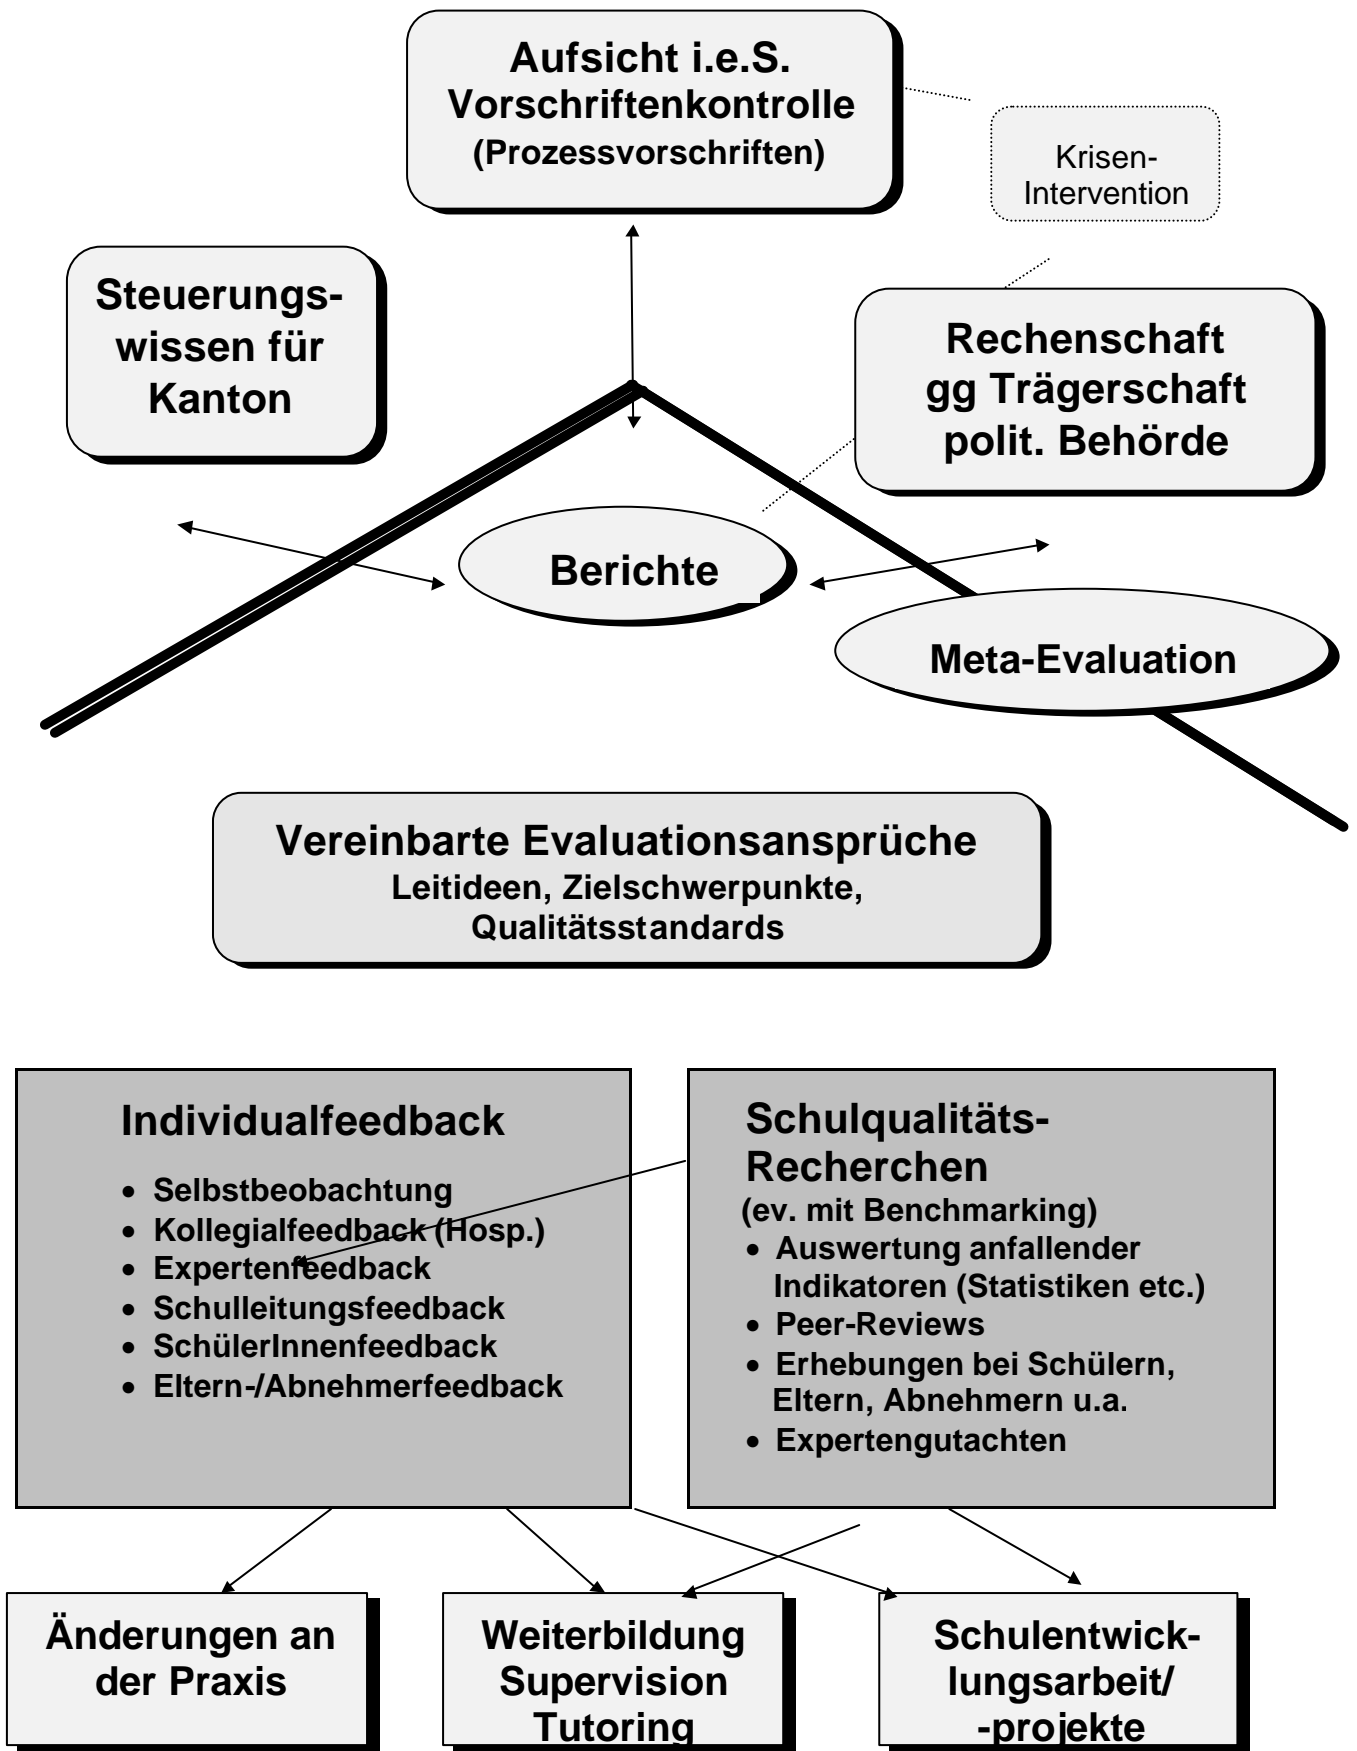 Aufsicht i.e.S.
Vorschriftenkontrolle
(Prozessvorschriften)
Krisen-
Intervention
Steuerungs-
wissen für
Kanton
Rechenschaft
gg Trägerschaft
polit. Behörde
Berichte
Meta-Evaluation
Vereinbarte Evaluationsansprüche
Leitideen, Zielschwerpunkte,
Qualitätsstandards
Individualfeedback
• Selbstbeobachtung
• Kollegialfeedback (Hosp.)
• Expertenfeedback
• Schulleitungsfeedback
• SchülerInnenfeedback
• Eltern-/Abnehmerfeedback
Schulqualitäts-
Recherchen
(ev. mit Benchmarking)
• Auswertung anfallender
Indikatoren (Statistiken etc.)
• Peer-Reviews
• Erhebungen bei Schülern,
Eltern, Abnehmern u.a.
• Expertengutachten
Änderungen an
der Praxis
Weiterbildung
Supervision
Tutoring
Schulentwick-
lungsarbeit/
-projekte